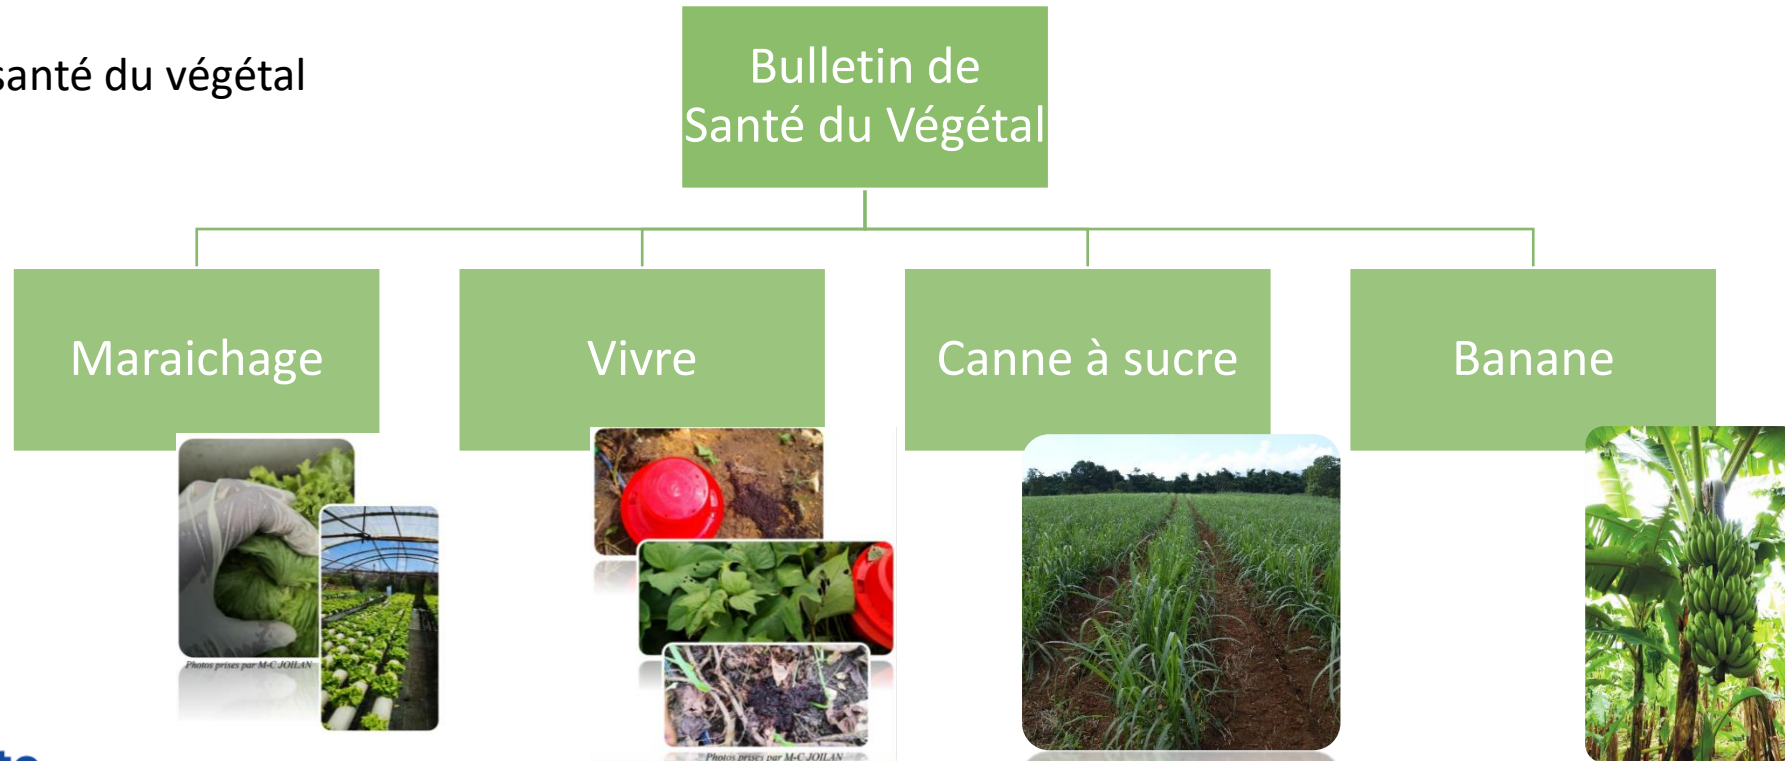 santé du végétal
Bulletin de
Santé du Végétal
Maraichage
Vivre
Canne à sucre
Banane
Photos prises par M-C JOILAN
Photos prises par M-C JOILAN